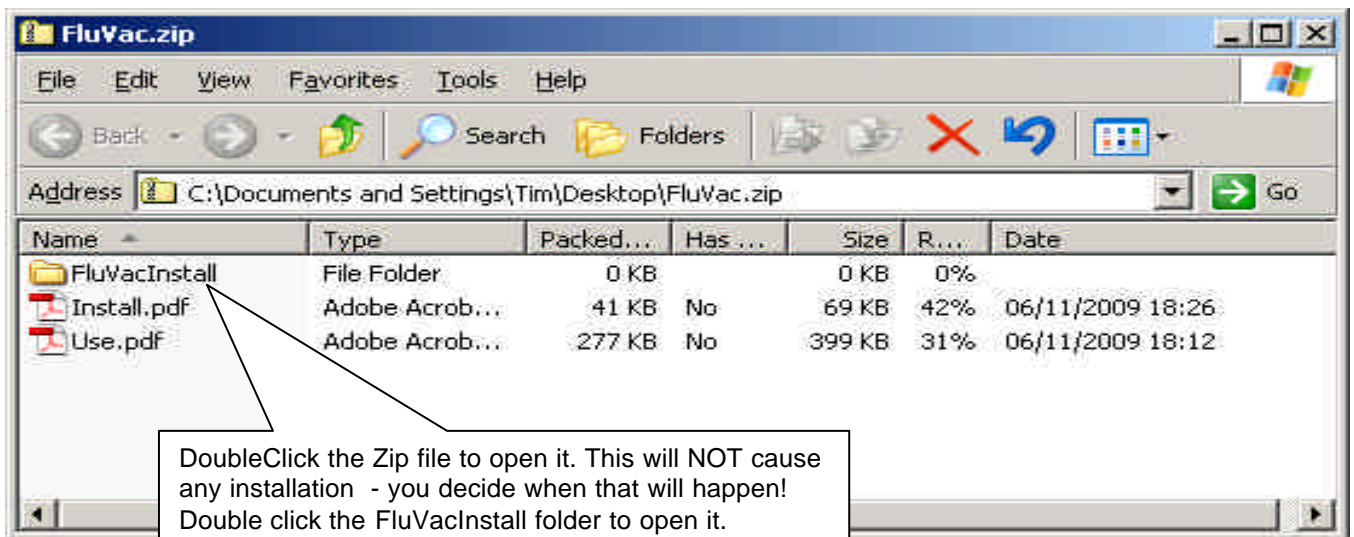 FluVac.zip
File Edit View Favorites Tools Help
Back Search Folders
Address C:\Documents and Settings\Tim\Desktop\FluVac.zip Go
Name Type Packed... Has ... Size R... Date
FluVacInstall File Folder 0 KB 0 KB 0%
Install.pdf Adobe Acrob... 41 KB No 69 KB 42% 06/11/2009 18:26
Use.pdf Adobe Acrob... 277 KB No 399 KB 31% 06/11/2009 18:12
DoubleClick the Zip file to open it. This will NOT cause
any installation - you decide when that will happen!
Double click the FluVacInstall folder to open it.